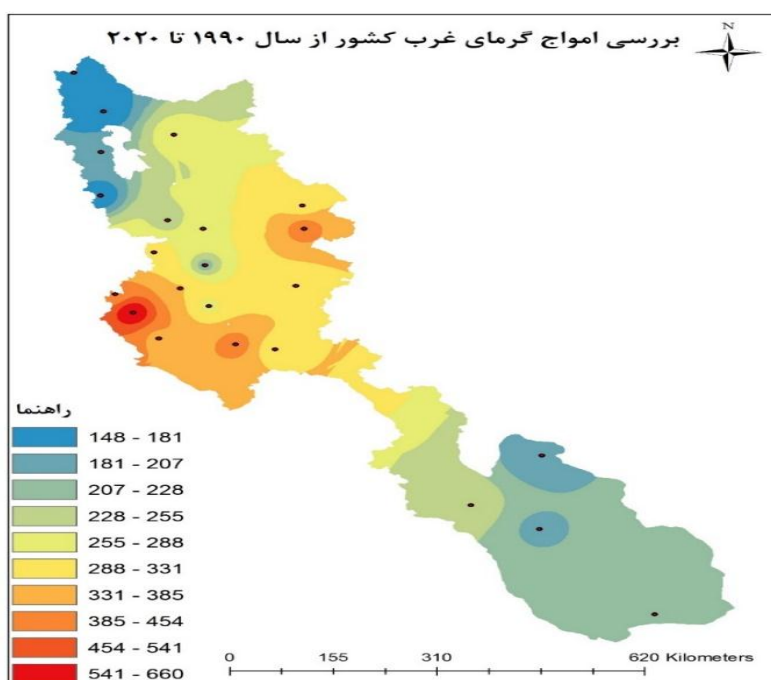 بررسی امواج گرمای غرب کشور از سال ۱۹۹۰ تا ۲۰۲۰
N
راهنما
148 - 181
181 - 207
207 - 228
228 - 255
255 - 288
288 - 331
331 - 385
385 - 454
454 - 541
541 - 660
0 155 310 620 Kilometers